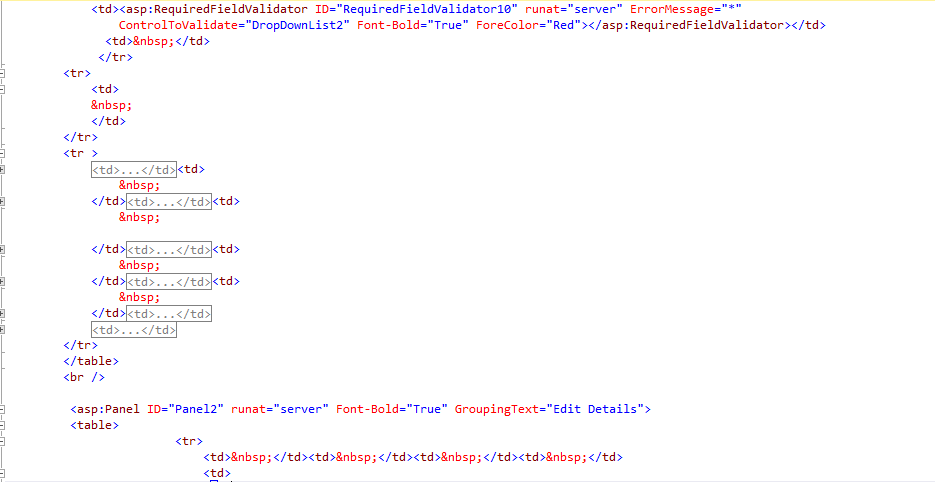 <td><asp:RequiredFieldValidator ID="RequiredFieldValidator10" runat="server" ErrorMessage="*"
ControlToValidate="DropDownList2" Font-Bold="True" ForeColor="Red"></asp:RequiredFieldValidator></td>
<td>&nbsp;</td>
</tr>
<tr>
<td>
&nbsp;
</td>
</tr>
<tr >
<td>...</td><td>
&nbsp;
</td><td>...</td><td>
&nbsp;
</td><td>...</td><td>
&nbsp;
</td><td>...</td><td>
&nbsp;
</td><td>...</td>
<td>...</td>
</tr>
</table>
<br />
<asp:Panel ID="Panel2" runat="server" Font-Bold="True" GroupingText="Edit Details">
<table>
<tr>
<td>&nbsp;</td><td>&nbsp;</td><td>&nbsp;</td><td>&nbsp;</td>
<td>